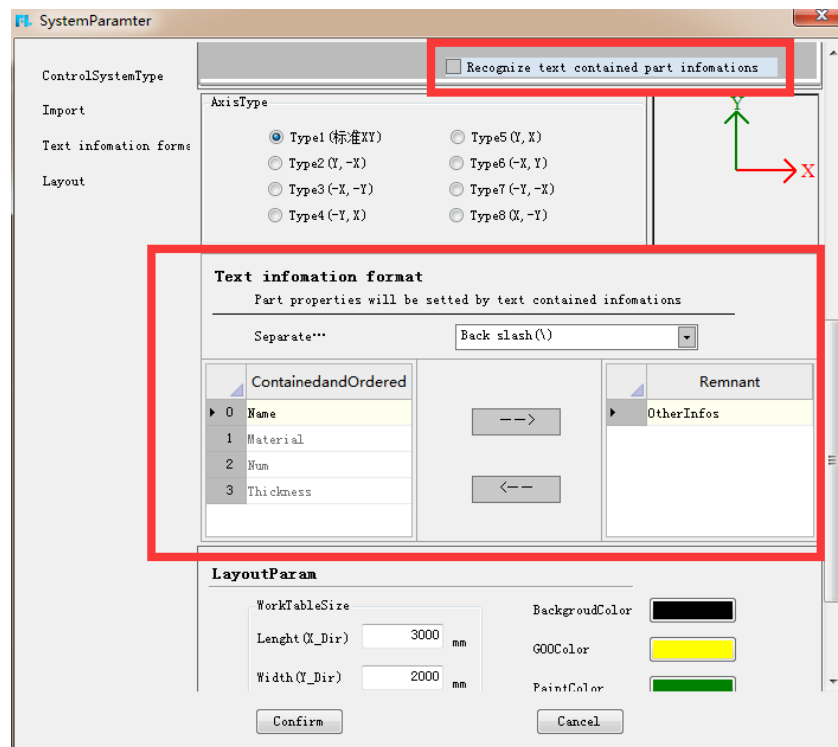 SystemParamter
Recognize text contained part infomations
ControlSystemType
Import
Text infomation forms
Layout
AxisType
Type1(标准XY)
Type5(Y,X)
Type2(Y,-X)
Type6(-X,Y)
Type3(-X,-Y)
Type7(-Y,-X)
Type4(-Y,X)
Type8(X,-Y)
Y
X
Text infomation format
Part properties will be setted by text contained infomations
Separate···
Back slash(\)
ContainedandOrdered
Remnant
0 Name
OtherInfos
1 Material
2 Num
3 Thickness
-->
<--
LayoutParam
WorkTableSize
BackgroudColor
Lenght(X_Dir) 3000 mm
GOOColor
Width(Y_Dir) 2000 mm
PaintColor
Confirm
Cancel